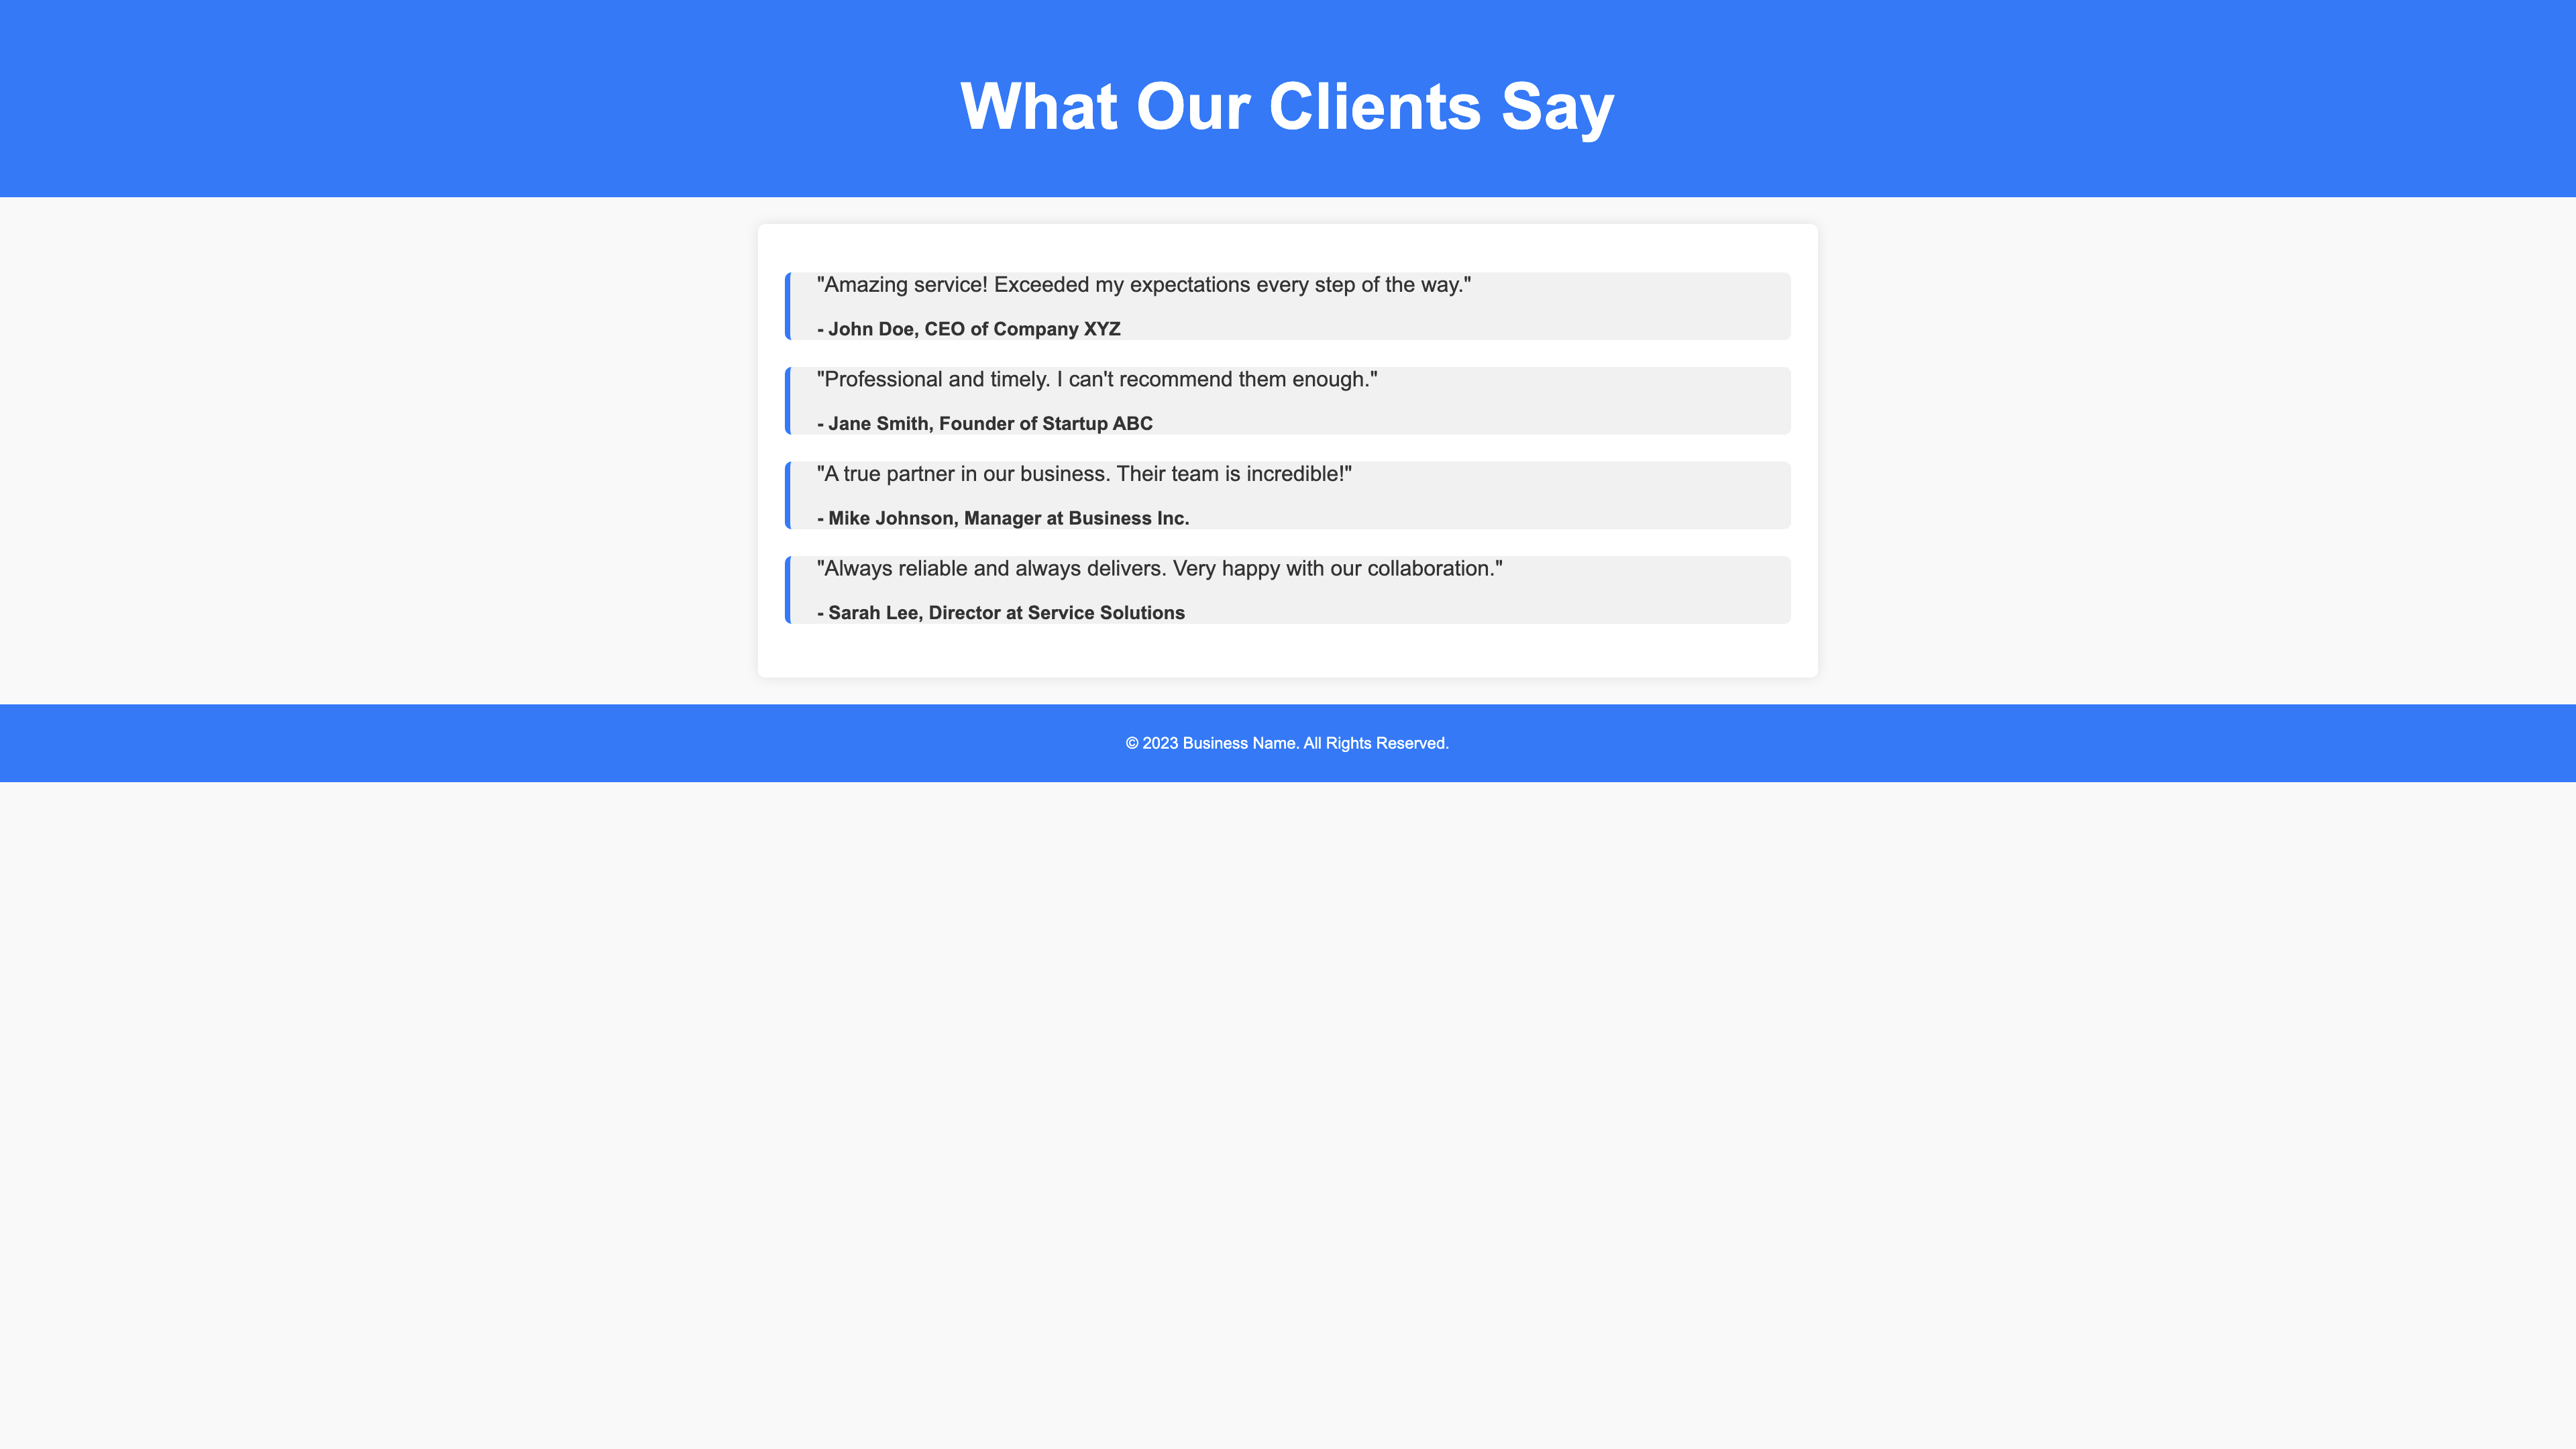 What Our Clients Say
"Amazing service! Exceeded my expectations every step of the way."
- John Doe, CEO of Company XYZ
"Professional and timely. I can't recommend them enough."
- Jane Smith, Founder of Startup ABC
"A true partner in our business. Their team is incredible!"
- Mike Johnson, Manager at Business Inc.
"Always reliable and always delivers. Very happy with our collaboration."
- Sarah Lee, Director at Service Solutions
© 2023 Business Name. All Rights Reserved.